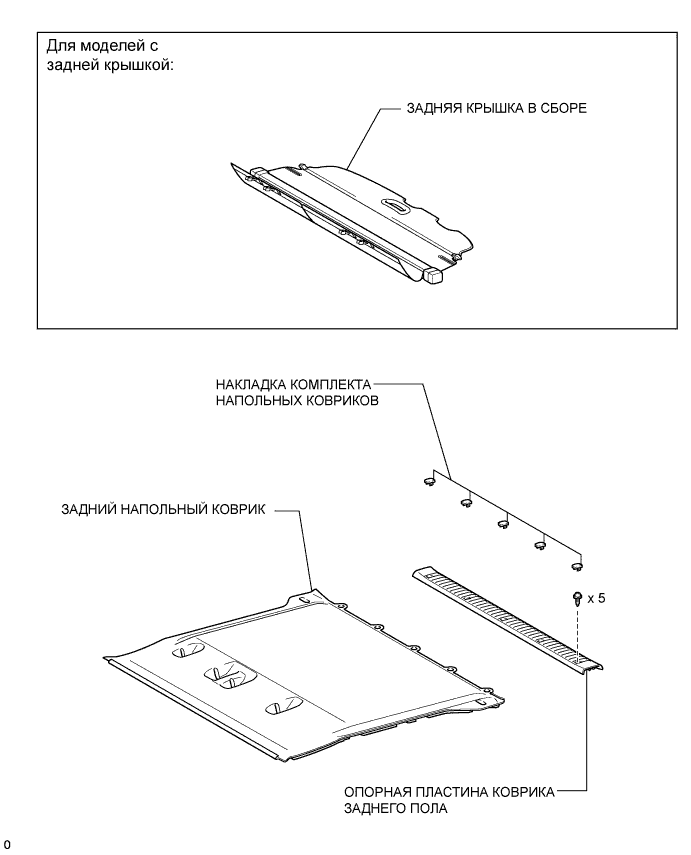 Для моделей с
задней крышкой:
ЗАДНЯЯ КРЫШКА В СБОРЕ
НАКЛАДКА КОМПЛЕКТА
НАПОЛЬНЫХ КОВРИКОВ
ЗАДНИЙ НАПОЛЬНЫЙ КОВРИК
x 5
ОПОРНАЯ ПЛАСТИНА КОВРИКА
ЗАДНЕГО ПОЛА
0